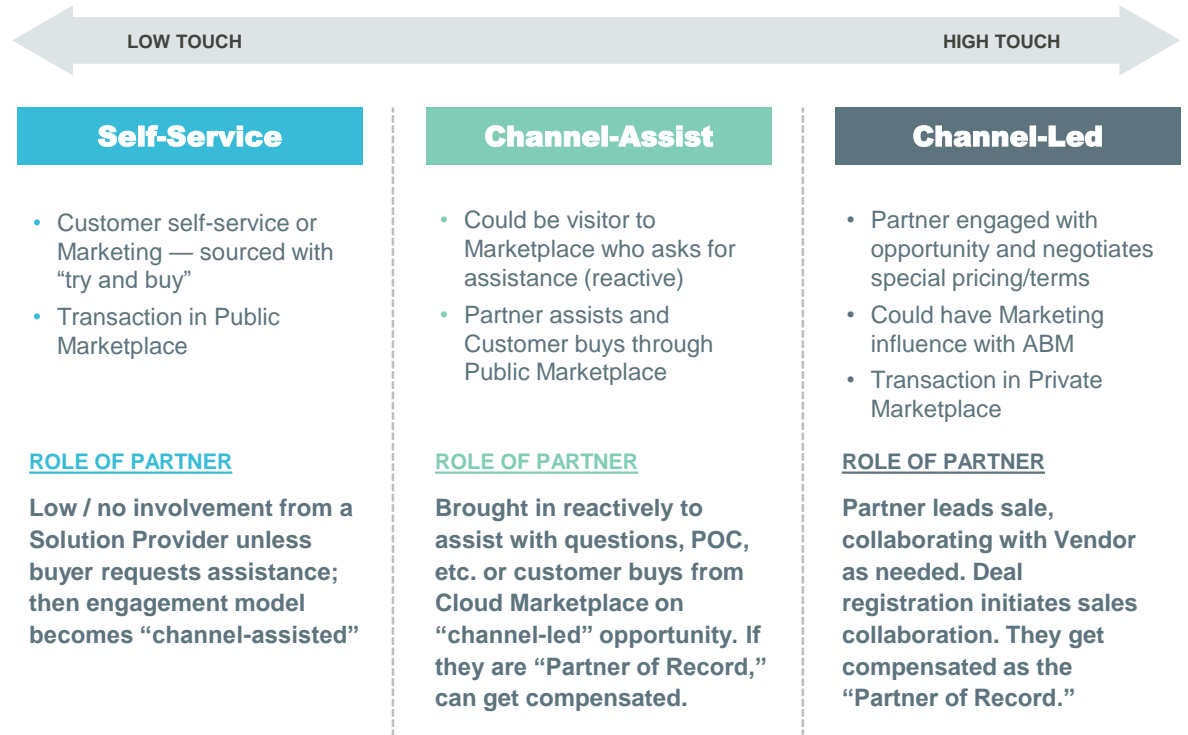 LOW TOUCH
HIGH TOUCH
Self-Service
• Customer self-service or
Marketing — sourced with
“try and buy”
• Transaction in Public
Marketplace
ROLE OF PARTNER
Low / no involvement from a
Solution Provider unless
buyer requests assistance;
then engagement model
becomes “channel-assisted”
Channel-Assist
• Could be visitor to
Marketplace who asks for
assistance (reactive)
• Partner assists and
Customer buys through
Public Marketplace
ROLE OF PARTNER
Brought in reactively to
assist with questions, POC,
etc. or customer buys from
Cloud Marketplace on
“channel-led” opportunity. If
they are “Partner of Record,”
can get compensated.
Channel-Led
• Partner engaged with
opportunity and negotiates
special pricing/terms
• Could have Marketing
influence with ABM
• Transaction in Private
Marketplace
ROLE OF PARTNER
Partner leads sale,
collaborating with Vendor
as needed. Deal
registration initiates sales
collaboration. They get
compensated as the
“Partner of Record.”